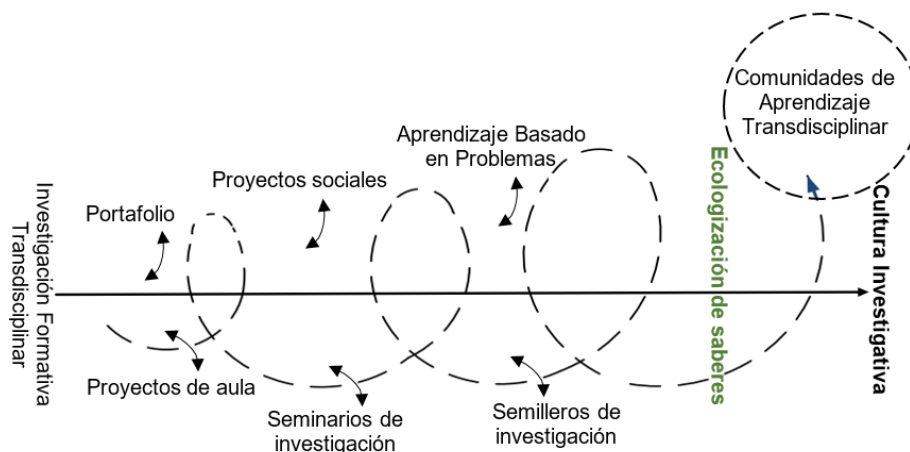 Investigación Formativa
Transdisciplinar
Portafolio
Proyectos de aula
Proyectos sociales
Seminarios de
investigación
Aprendizaje Basado
en Problemas
Semilleros de
investigación
Ecologización de saberes
Comunidades de
Aprendizaje
Transdisciplinar
Cultura Investigativa